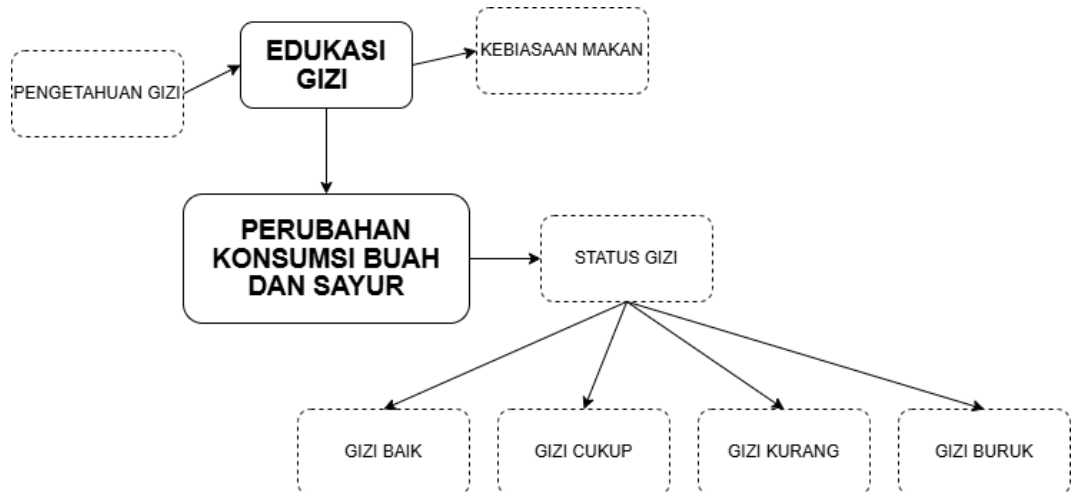 EDUKASI
GIZI
KEBIASAAN MAKAN
PENGETAHUAN GIZI
PERUBAHAN
KONSUMSI BUAH
DAN SAYUR
STATUS GIZI
GIZI BAIK
GIZI CUKUP
GIZI KURANG
GIZI BURUK